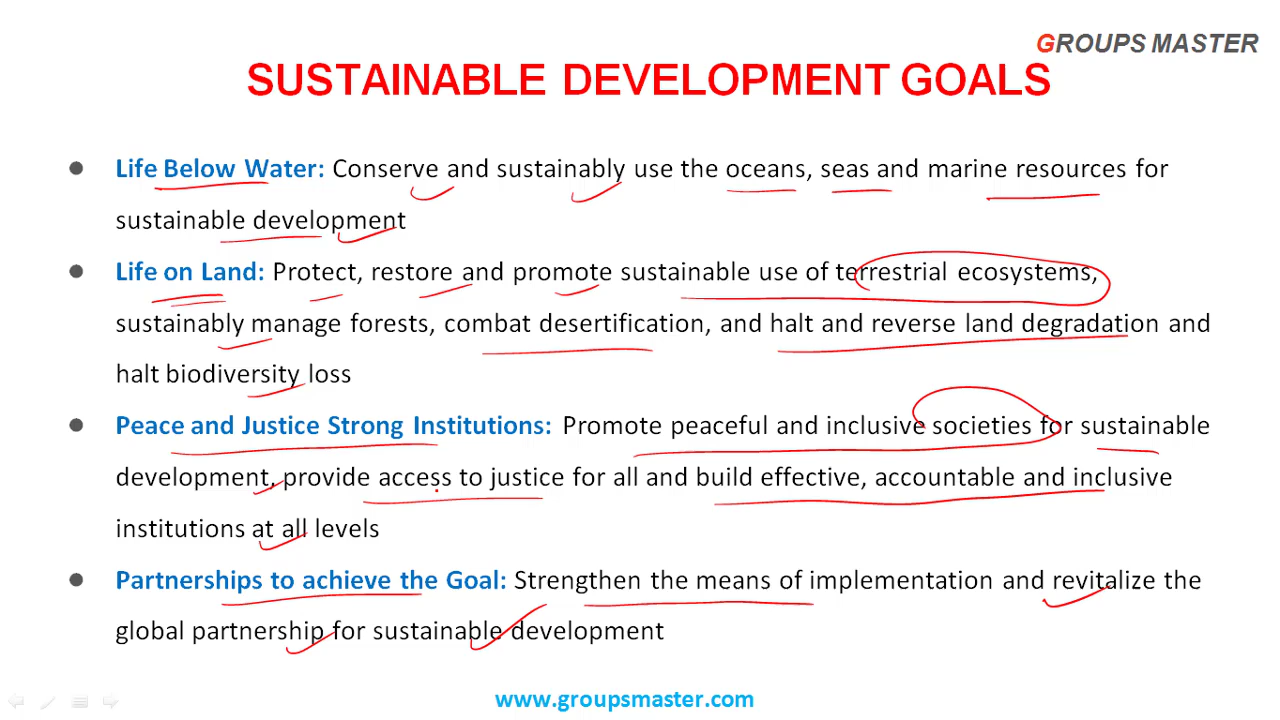 GROUPS MASTER
SUSTAINABLE DEVELOPMENT GOALS
● Life Below Water: Conserve and sustainably use the oceans, seas and marine resources for
sustainable development
● Life on Land: Protect, restore and promote sustainable use of terrestrial ecosystems,
sustainably manage forests, combat desertification, and halt and reverse land degradation and
halt biodiversity loss
● Peace and Justice Strong Institutions: Promote peaceful and inclusive societies for sustainable
development, provide access to justice for all and build effective, accountable and inclusive
institutions at all levels
● Partnerships to achieve the Goal: Strengthen the means of implementation and revitalize the
global partnership for sustainable development
www.groupsmaster.com